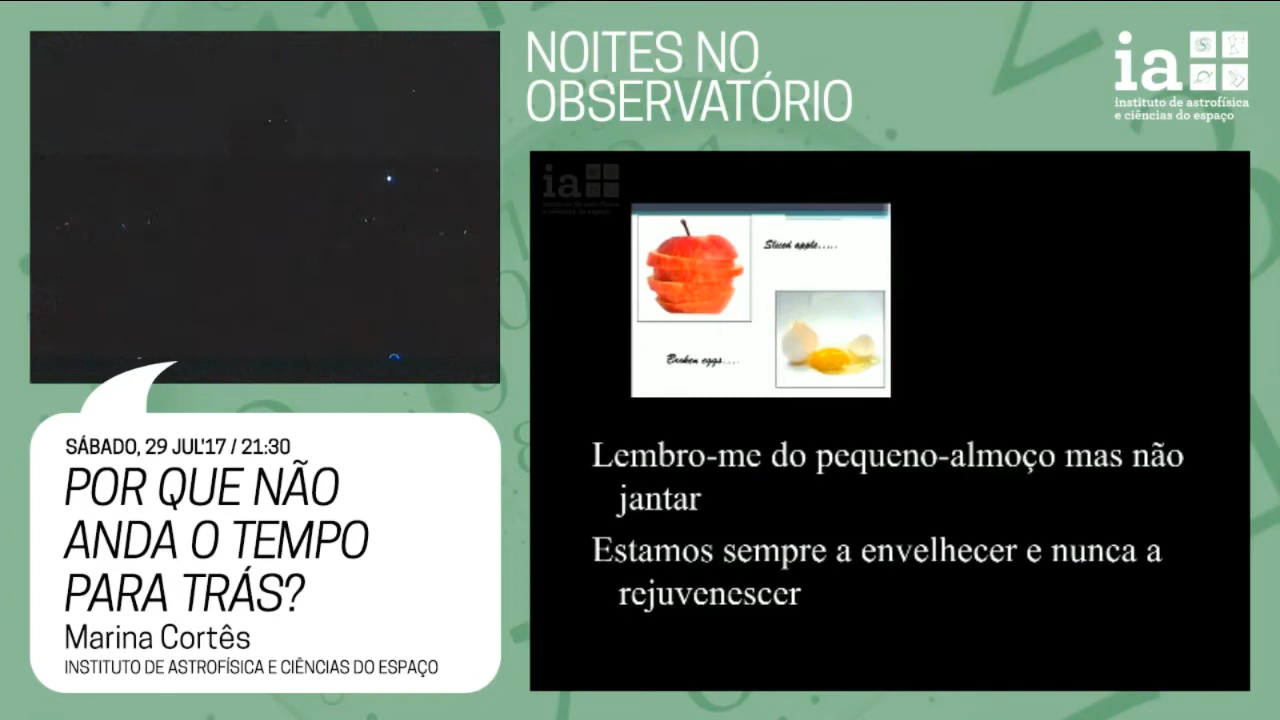 NOITES NO
OBSERVATÓRIO
ia
instituto de astrofísica
e ciências do espaço
ia
Sliced apple.....
Broken eggs....
Lembro-me do pequeno-almoço mas não
jantar
Estamos sempre a envelhecer e nunca a
rejuvenescer
SÁBADO, 29 JUL'17 / 21:30
POR QUE NÃO
ANDA O TEMPO
PARA TRÁS?
Marina Cortês
INSTITUTO DE ASTROFÍSICA E CIÊNCIAS DO ESPAÇO